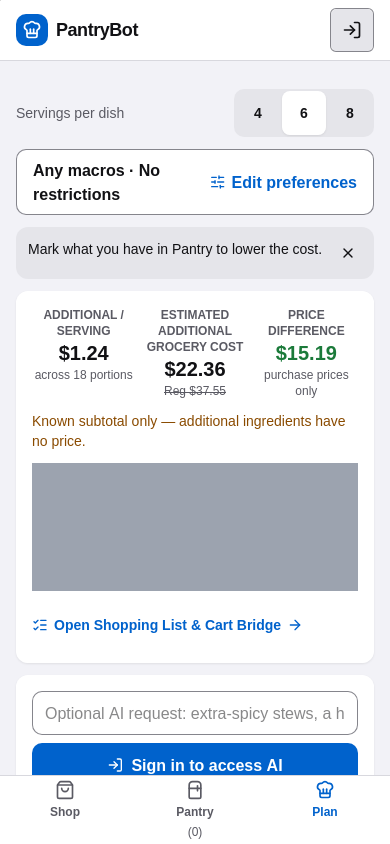 PantryBot
Servings per dish
4 6 8
Any macros · No
restrictions
Edit preferences
Mark what you have in Pantry to lower the cost.
ADDITIONAL /
SERVING
$1.24
across 18 portions
ESTIMATED
ADDITIONAL
GROCERY COST
$22.36
Reg $37.55
PRICE
DIFFERENCE
$15.19
purchase prices
only
Known subtotal only — additional ingredients have
no price.
Open Shopping List & Cart Bridge
Optional AI request: extra-spicy stews, a h
Sign in to access AI
Shop
Pantry
(0)
Plan